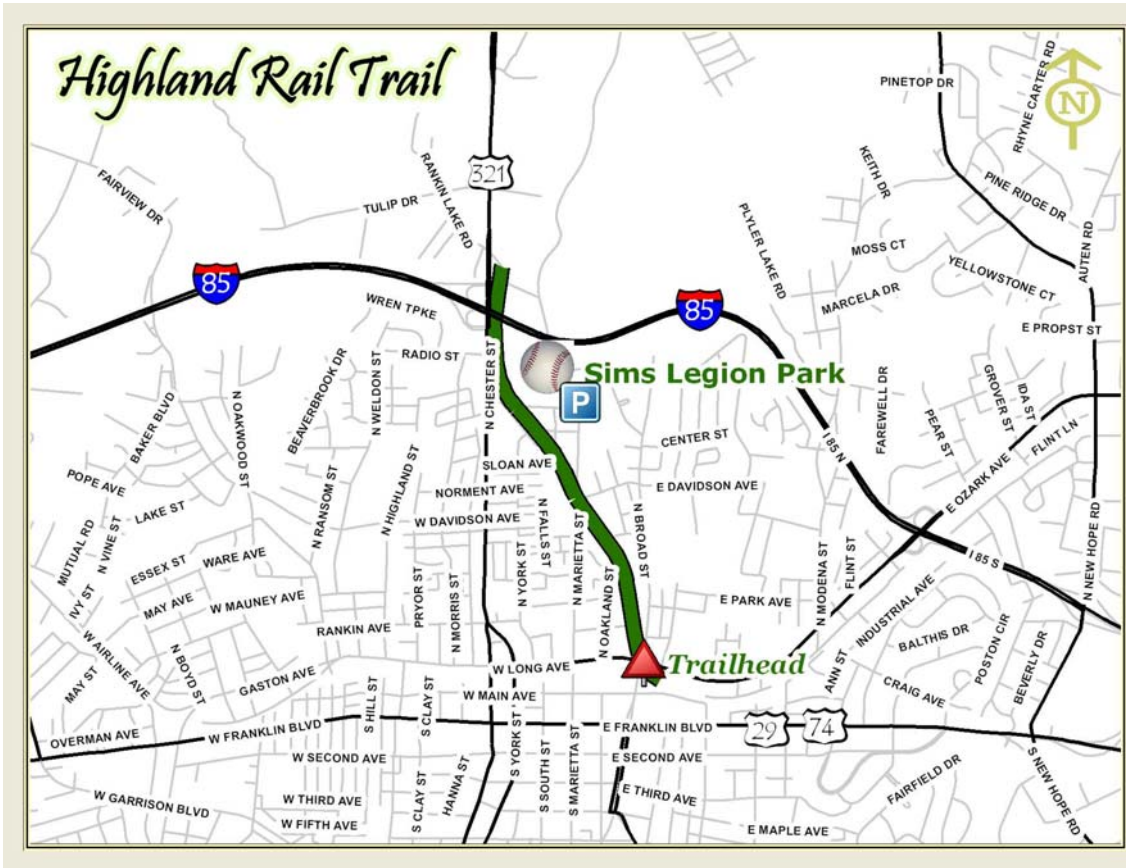 Highland Rail Trail
N
PINETOP DR
RHYNE CARTER RD
321
FAIRVIEW DR
TULIP DR
RANKIN LAKE RD
KEITH DR
PINE RIDGE DR
PLYLER LAKE RD
MOSS CT
AUTEN RD
YELLOWSTONE CT
85
85
WREN TPKE
MARCELA DR
E PROPST ST
RADIO ST
N CHESTER ST
Sims Legion Park
P
BEAVERBROOK DR
N WELDON ST
N OAKWOOD ST
BAKER BLVD
FAREWELL DR
GROVER ST
IDA ST
PEAR ST
FLINT LN
CENTER ST
I 85 N
SLOAN AVE
POPE AVE
NORMENT AVE
E DAVIDSON AVE
E OZARK AVE
LAKE ST
N RANSOM ST
N HIGHLAND ST
W DAVIDSON AVE
N FALLS ST
N MARIETTA ST
N BROAD ST
MUTUAL RD
N VINE ST
N YORK ST
N MODENA ST
FLINT ST
I 85 S
N NEW HOPE RD
ESSEX ST
WARE AVE
IVY ST
MAY AVE
W MAUNEY AVE
PRYOR ST
N MORRIS ST
N OAKLAND ST
E PARK AVE
INDUSTRIAL AVE
RANKIN AVE
BALTHIS DR
POSTON CIR
BEVERLY DR
W AIRLINE AVE
MAY ST
N BOYD ST
GASTON AVE
W LONG AVE
Trailhead
ANN ST
CRAIG AVE
W MAIN AVE
S HILL ST
S CLAY ST
OVERMAN AVE
W FRANKLIN BLVD
E FRANKLIN BLVD
29
74
S YORK ST
W SECOND AVE
E SECOND AVE
S SOUTH ST
S MARIETTA ST
HANNA ST
FAIRFIELD DR
S NEW HOPE RD
W GARRISON BLVD
W THIRD AVE
S CLAY ST
E THIRD AVE
W FIFTH AVE
E MAPLE AVE